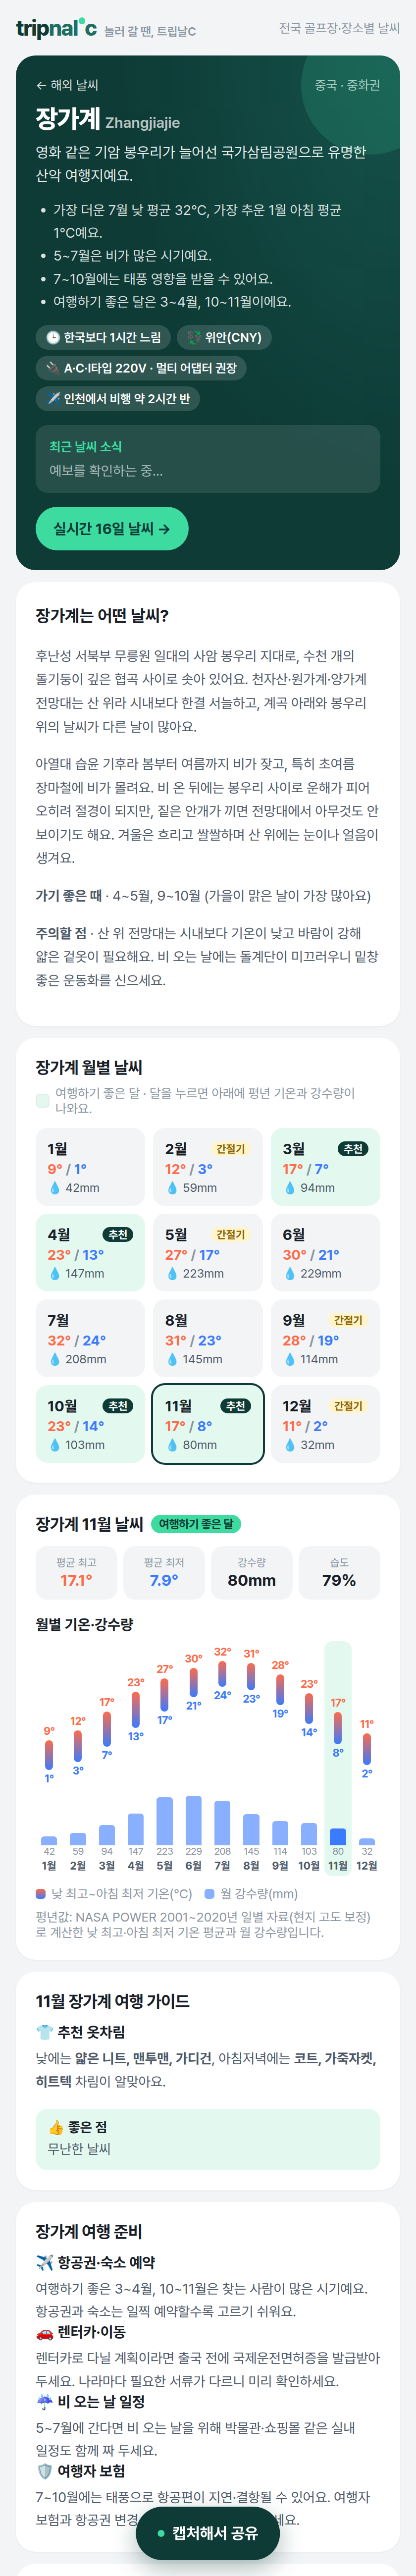 tripnal°c 놀러 갈 땐, 트립날C
전국 골프장·장소별 날씨
← 해외 날씨
중국 · 중화권
장가계 Zhangjiajie
영화 같은 기암 봉우리가 늘어선 국가삼림공원으로 유명한
산악 여행지예요.
• 가장 더운 7월 낮 평균 32°C, 가장 추운 1월 아침 평균
1°C예요.
• 5~7월은 비가 많은 시기예요.
• 7~10월에는 태풍 영향을 받을 수 있어요.
• 여행하기 좋은 달은 3~4월, 10~11월이에요.
🕒 한국보다 1시간 느림
💱 위안(CNY)
🔌 A·C·I타입 220V · 멀티 어댑터 권장
✈️ 인천에서 비행 약 2시간 반
최근 날씨 소식
예보를 확인하는 중…
실시간 16일 날씨 →
장가계는 어떤 날씨?
후난성 서북부 무릉원 일대의 사암 봉우리 지대로, 수천 개의
돌기둥이 깊은 협곡 사이로 솟아 있어요. 천자산·원가계·양가계
전망대는 산 위라 시내보다 한결 서늘하고, 계곡 아래와 봉우리
위의 날씨가 다른 날이 많아요.
아열대 습윤 기후라 봄부터 여름까지 비가 잦고, 특히 초여름
장마철에 비가 몰려요. 비 온 뒤에는 봉우리 사이로 운해가 피어
오히려 절경이 되지만, 짙은 안개가 끼면 전망대에서 아무것도 안
보이기도 해요. 겨울은 흐리고 쌀쌀하며 산 위에는 눈이나 얼음이
생겨요.
가기 좋은 때 · 4~5월, 9~10월 (가을이 맑은 날이 가장 많아요)
주의할 점 · 산 위 전망대는 시내보다 기온이 낮고 바람이 강해
얇은 겉옷이 필요해요. 비 오는 날에는 돌계단이 미끄러우니 밑창
좋은 운동화를 신으세요.
장가계 월별 날씨
여행하기 좋은 달 · 달을 누르면 아래에 평년 기온과 강수량이
나와요.
1월
9° / 1°
💧 42mm
2월 간절기
12° / 3°
💧 59mm
3월 추천
17° / 7°
💧 94mm
4월 추천
23° / 13°
💧 147mm
5월 간절기
27° / 17°
💧 223mm
6월
30° / 21°
💧 229mm
7월
32° / 24°
💧 208mm
8월
31° / 23°
💧 145mm
9월 간절기
28° / 19°
💧 114mm
10월 추천
23° / 14°
💧 103mm
11월 추천
17° / 8°
💧 80mm
12월 간절기
11° / 2°
💧 32mm
장가계 11월 날씨 여행하기 좋은 달
평균 최고
17.1°
평균 최저
7.9°
강수량
80mm
습도
79%
월별 기온·강수량
9° 12° 17° 23° 27° 30° 32° 31° 28° 23° 17° 11°
1° 3° 7° 13° 17° 21° 24° 23° 19° 14° 8° 2°
42 59 94 147 223 229 208 145 114 103 80 32
1월 2월 3월 4월 5월 6월 7월 8월 9월 10월 11월 12월
낮 최고~아침 최저 기온(°C) 월 강수량(mm)
평년값: NASA POWER 2001~2020년 일별 자료(현지 고도 보정)
로 계산한 낮 최고·아침 최저 기온 평균과 월 강수량입니다.
11월 장가계 여행 가이드
👕 추천 옷차림
낮에는 얇은 니트, 맨투맨, 가디건, 아침저녁에는 코트, 가죽자켓,
히트텍 차림이 알맞아요.
👍 좋은 점
무난한 날씨
장가계 여행 준비
✈️ 항공권·숙소 예약
여행하기 좋은 3~4월, 10~11월은 찾는 사람이 많은 시기예요.
항공권과 숙소는 일찍 예약할수록 고르기 쉬워요.
🚗 렌터카·이동
렌터카로 다닐 계획이라면 출국 전에 국제운전면허증을 발급받아
두세요. 나라마다 필요한 서류가 다르니 미리 확인하세요.
☔ 비 오는 날 일정
5~7월에 간다면 비 오는 날을 위해 박물관·쇼핑몰 같은 실내
일정도 함께 짜 두세요.
🛡️ 여행자 보험
7~10월에는 태풍으로 항공편이 지연·결항될 수 있어요. 여행자
보험과 항공권 변경
세요.
캡처해서 공유